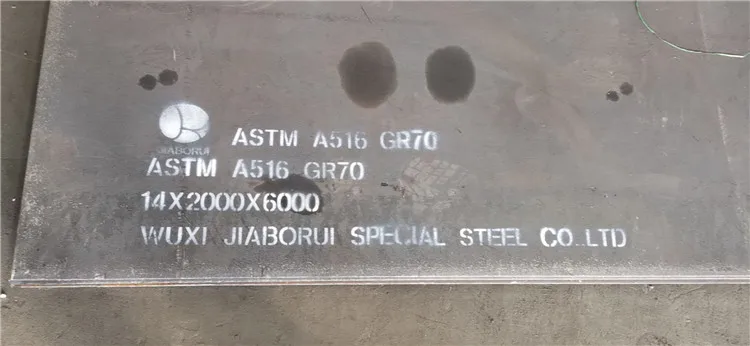 JIABORUI ASTM A516 GR70
ASTM A516 GR70
14X2000X6000
WUXI JIABORUI SPECIAL STEEL CO..LTD